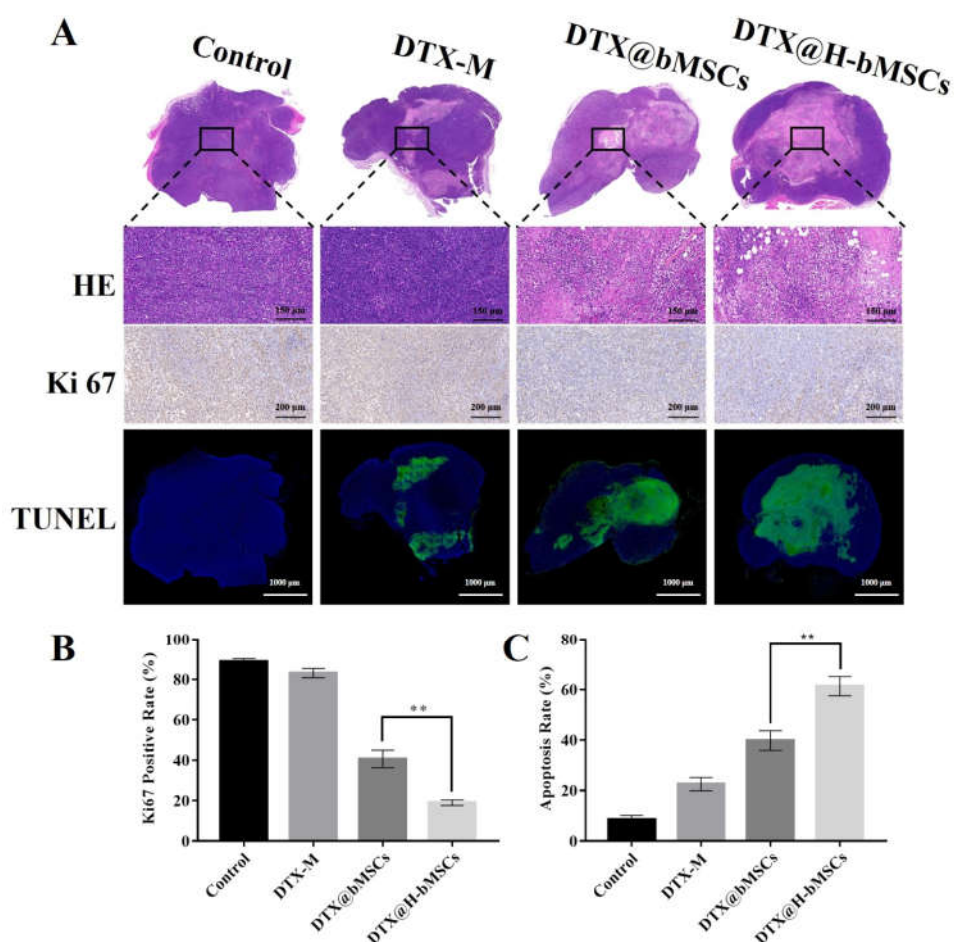 A
Control
DTX-M
DTX@bMSCs
DTX@H-bMSCs
HE
150 μm
150 μm
150 μm
150 μm
Ki 67
200 μm
200 μm
200 μm
200 μm
TUNEL
1000 μm
1000 μm
1000 μm
1000 μm
B
Ki67 Positive Rate (%)
100
80
60
40
20
0
**
Control
DTX-M
DTX@bMSCs
DTX@H-bMSCs
C
Apoptosis Rate (%)
80
60
40
20
0
**
Control
DTX-M
DTX@bMSCs
DTX@H-bMSCs